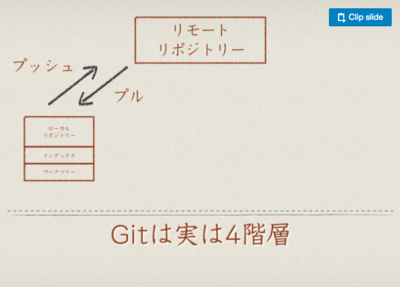 Clip slide
リモート
リポジトリー
プッシュ
プル
ローカル
リポジトリー
インデックス
ワークツリー
Gitは実は4階層